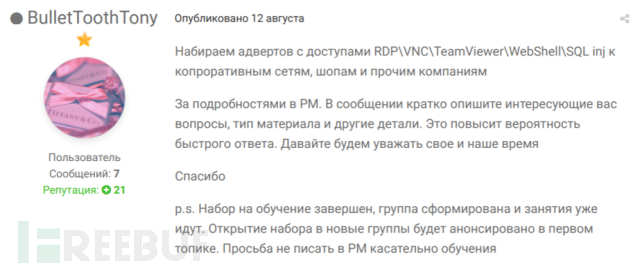 BulletToothTony
Опубликовано 12 августа
Набираем адвертов с доступами RDP\VNC\TeamViewer\WebShell\SQL inj к
копроративным сетям, шопам и прочим компаниям
За подробностями в PM. В сообщении кратко опишите интересующие вас
вопросы, тип материала и другие детали. Это повысит вероятность
быстрого ответа. Давайте будем уважать свое и наше время
Спасибо
p.s. Набор на обучение завершен, группа сформирована и занятия уже
идут. Открытие набора в новые группы будет анонсировано в первом
топике. Просьба не писать в PM касательно обучения
TIFFANY & CO.
Пользователь
Сообщений: 7
Репутация: 21
FREEBUF